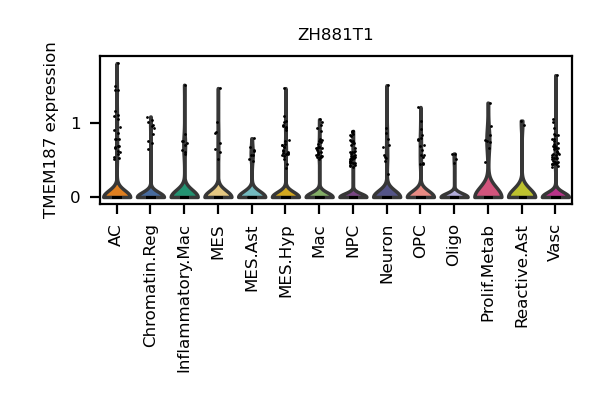 ZH881T1
TMEM187 expression
1
0
AC
Chromatin.Reg
Inflammatory.Mac
MES
MES.Ast
MES.Hyp
Mac
NPC
Neuron
OPC
Oligo
Prolif.Metab
Reactive.Ast
Vasc